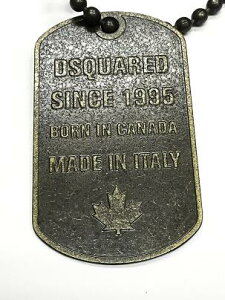 DSQUARED
SINCE 1995
BORN IN CANADA
MADE IN ITALY